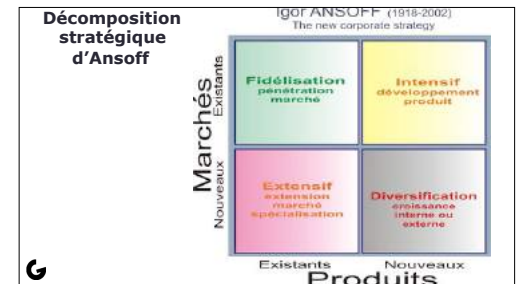 Décomposition
stratégique
d'Ansoff
Igor ANSOFF (1918-2002)
The new corporate strategy
Marchés
Existants
Nouveaux
Fidélisation
pénétration
marché
Intensif
développement
produit
Extensif
extension
marché
spécialisation
Diversification
croissance
interne ou
externe
Existants
Nouveaux
Produits
G